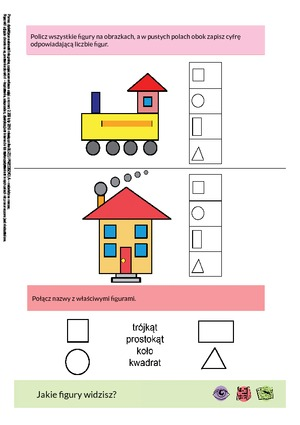 Policz wszystkie figury na obrazkach, a w pustych polach obok zapisz cyfrę
odpowiadającą liczbie figur.
Połącz nazwy z właściwymi figurami.
trójkąt
prostokąt
koło
kwadrat
Jakie figury widzisz?